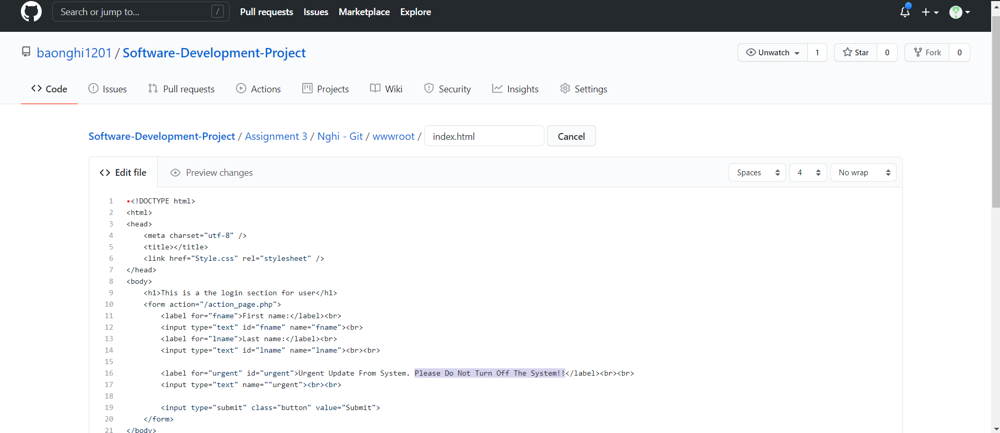 Search or jump to... /
Pull requests Issues Marketplace Explore
baonghi1201 / Software-Development-Project
Unwatch 1 Star 0 Fork 0
Code Issues Pull requests Actions Projects Wiki Security Insights Settings
Software-Development-Project / Assignment 3 / Nghi - Git / wwwroot / index.html Cancel
Edit file Preview changes Spaces 4 No wrap
1 •<!DOCTYPE html>
2 <html>
3 <head>
4     <meta charset="utf-8" />
5     <title></title>
6     <link href="Style.css" rel="stylesheet" />
7 </head>
8 <body>
9     <h1>This is a the login section for user</h1>
10     <form action="/action_page.php">
11         <label for="fname">First name:</label><br>
12         <input type="text" id="fname" name="fname"><br>
13         <label for="lname">Last name:</label><br>
14         <input type="text" id="lname" name="lname"><br><br>
15
16         <label for="urgent" id="urgent">Urgent Update From System. Please Do Not Turn Off The System!!</label><br><br>
17         <input type="text" name=""urgent"><br><br>
18
19         <input type="submit" class="button" value="Submit">
20     </form>
21 </body>